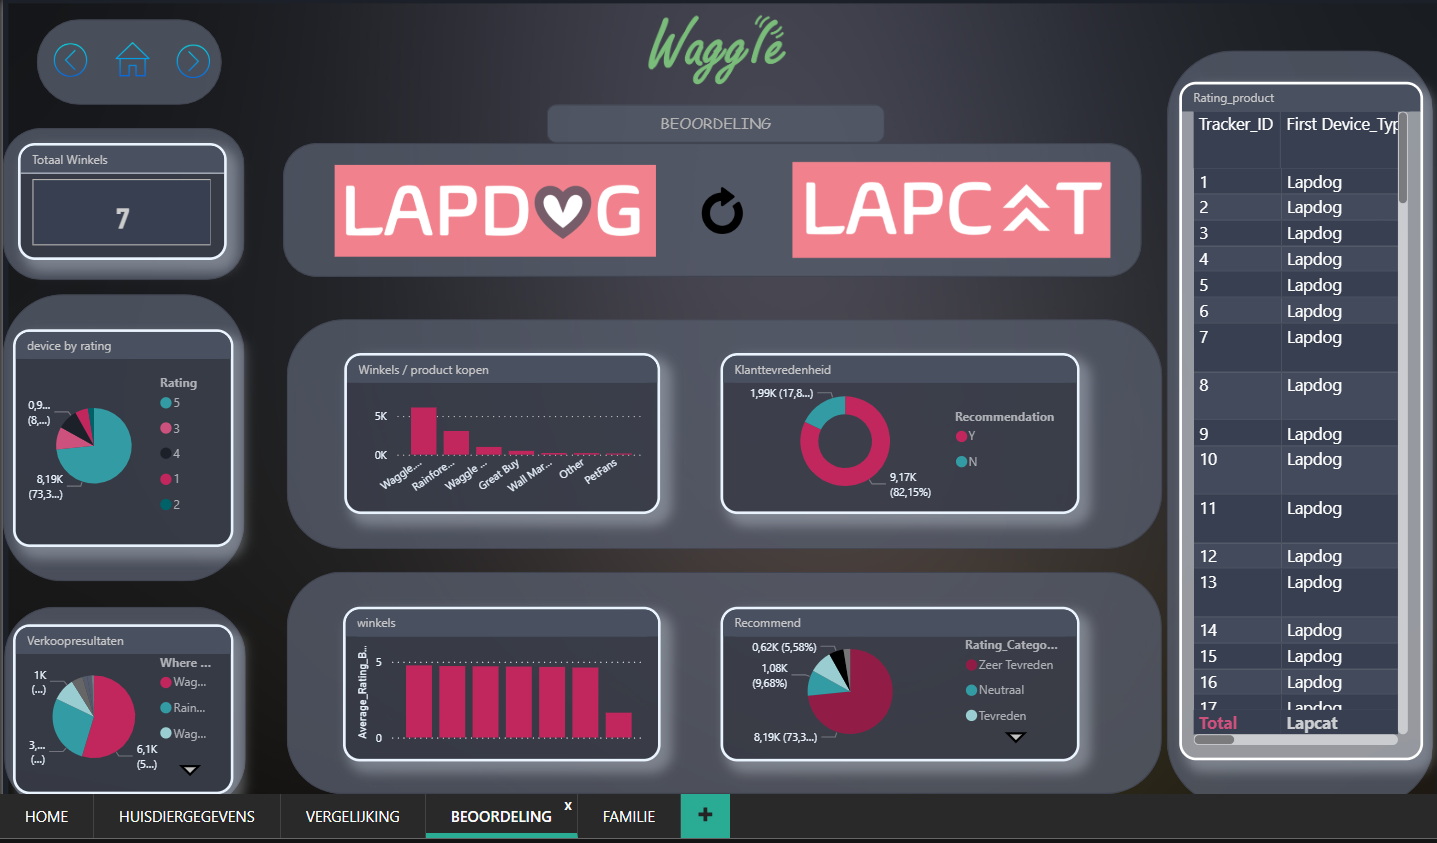 Waggle
BEOORDELING
Totaal Winkels
7
LAPDOG
LAPCAT
device by rating
Rating
5
3
4
1
2
0,9...
(8,...)
8,19K
(73,3...)
Winkels / product kopen
5K
0K
Waggle....
Rainfore...
Waggle ...
Great Buy
Wall Mar...
Other
PetFans
Klanttevredenheid
1,99K (17,8...)
9,17K
(82,15%)
Recommendation
Y
N
Verkoopresultaten
Where ...
Wag...
Rain...
Wag...
1K
(...)
3,...
(...)
6,1K
(5...)
winkels
Average_Rating_B...
5
0
Recommend
0,62K (5,58%)
1,08K
(9,68%)
8,19K (73,3...)
Rating_Catego...
Zeer Tevreden
Neutraal
Tevreden
Rating_product
Tracker_ID First Device_Typ
1 Lapdog
2 Lapdog
3 Lapdog
4 Lapdog
5 Lapdog
6 Lapdog
7 Lapdog
8 Lapdog
9 Lapdog
10 Lapdog
11 Lapdog
12 Lapdog
13 Lapdog
14 Lapdog
15 Lapdog
16 Lapdog
17 Lapdog
Total Lapcat
HOME
HUISDIERGEGEVENS
VERGELIJKING
BEOORDELING x
FAMILIE
+